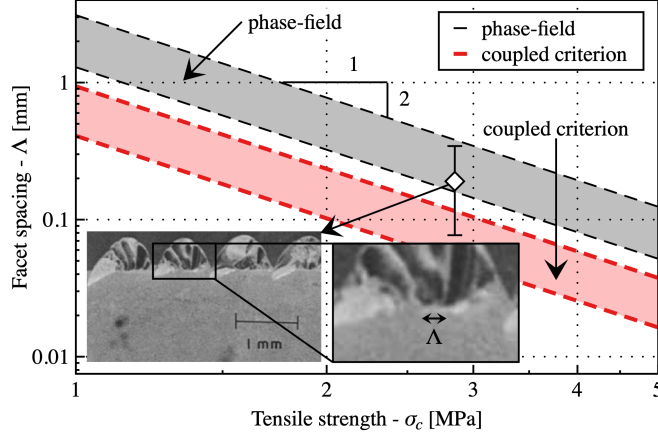 phase-field
phase-field
coupled criterion
1
2
coupled criterion
1
0.1
0.01
Facet spacing - Λ [mm]
1 mm
Λ
1
2
3
4
5
Tensile strength - σc [MPa]